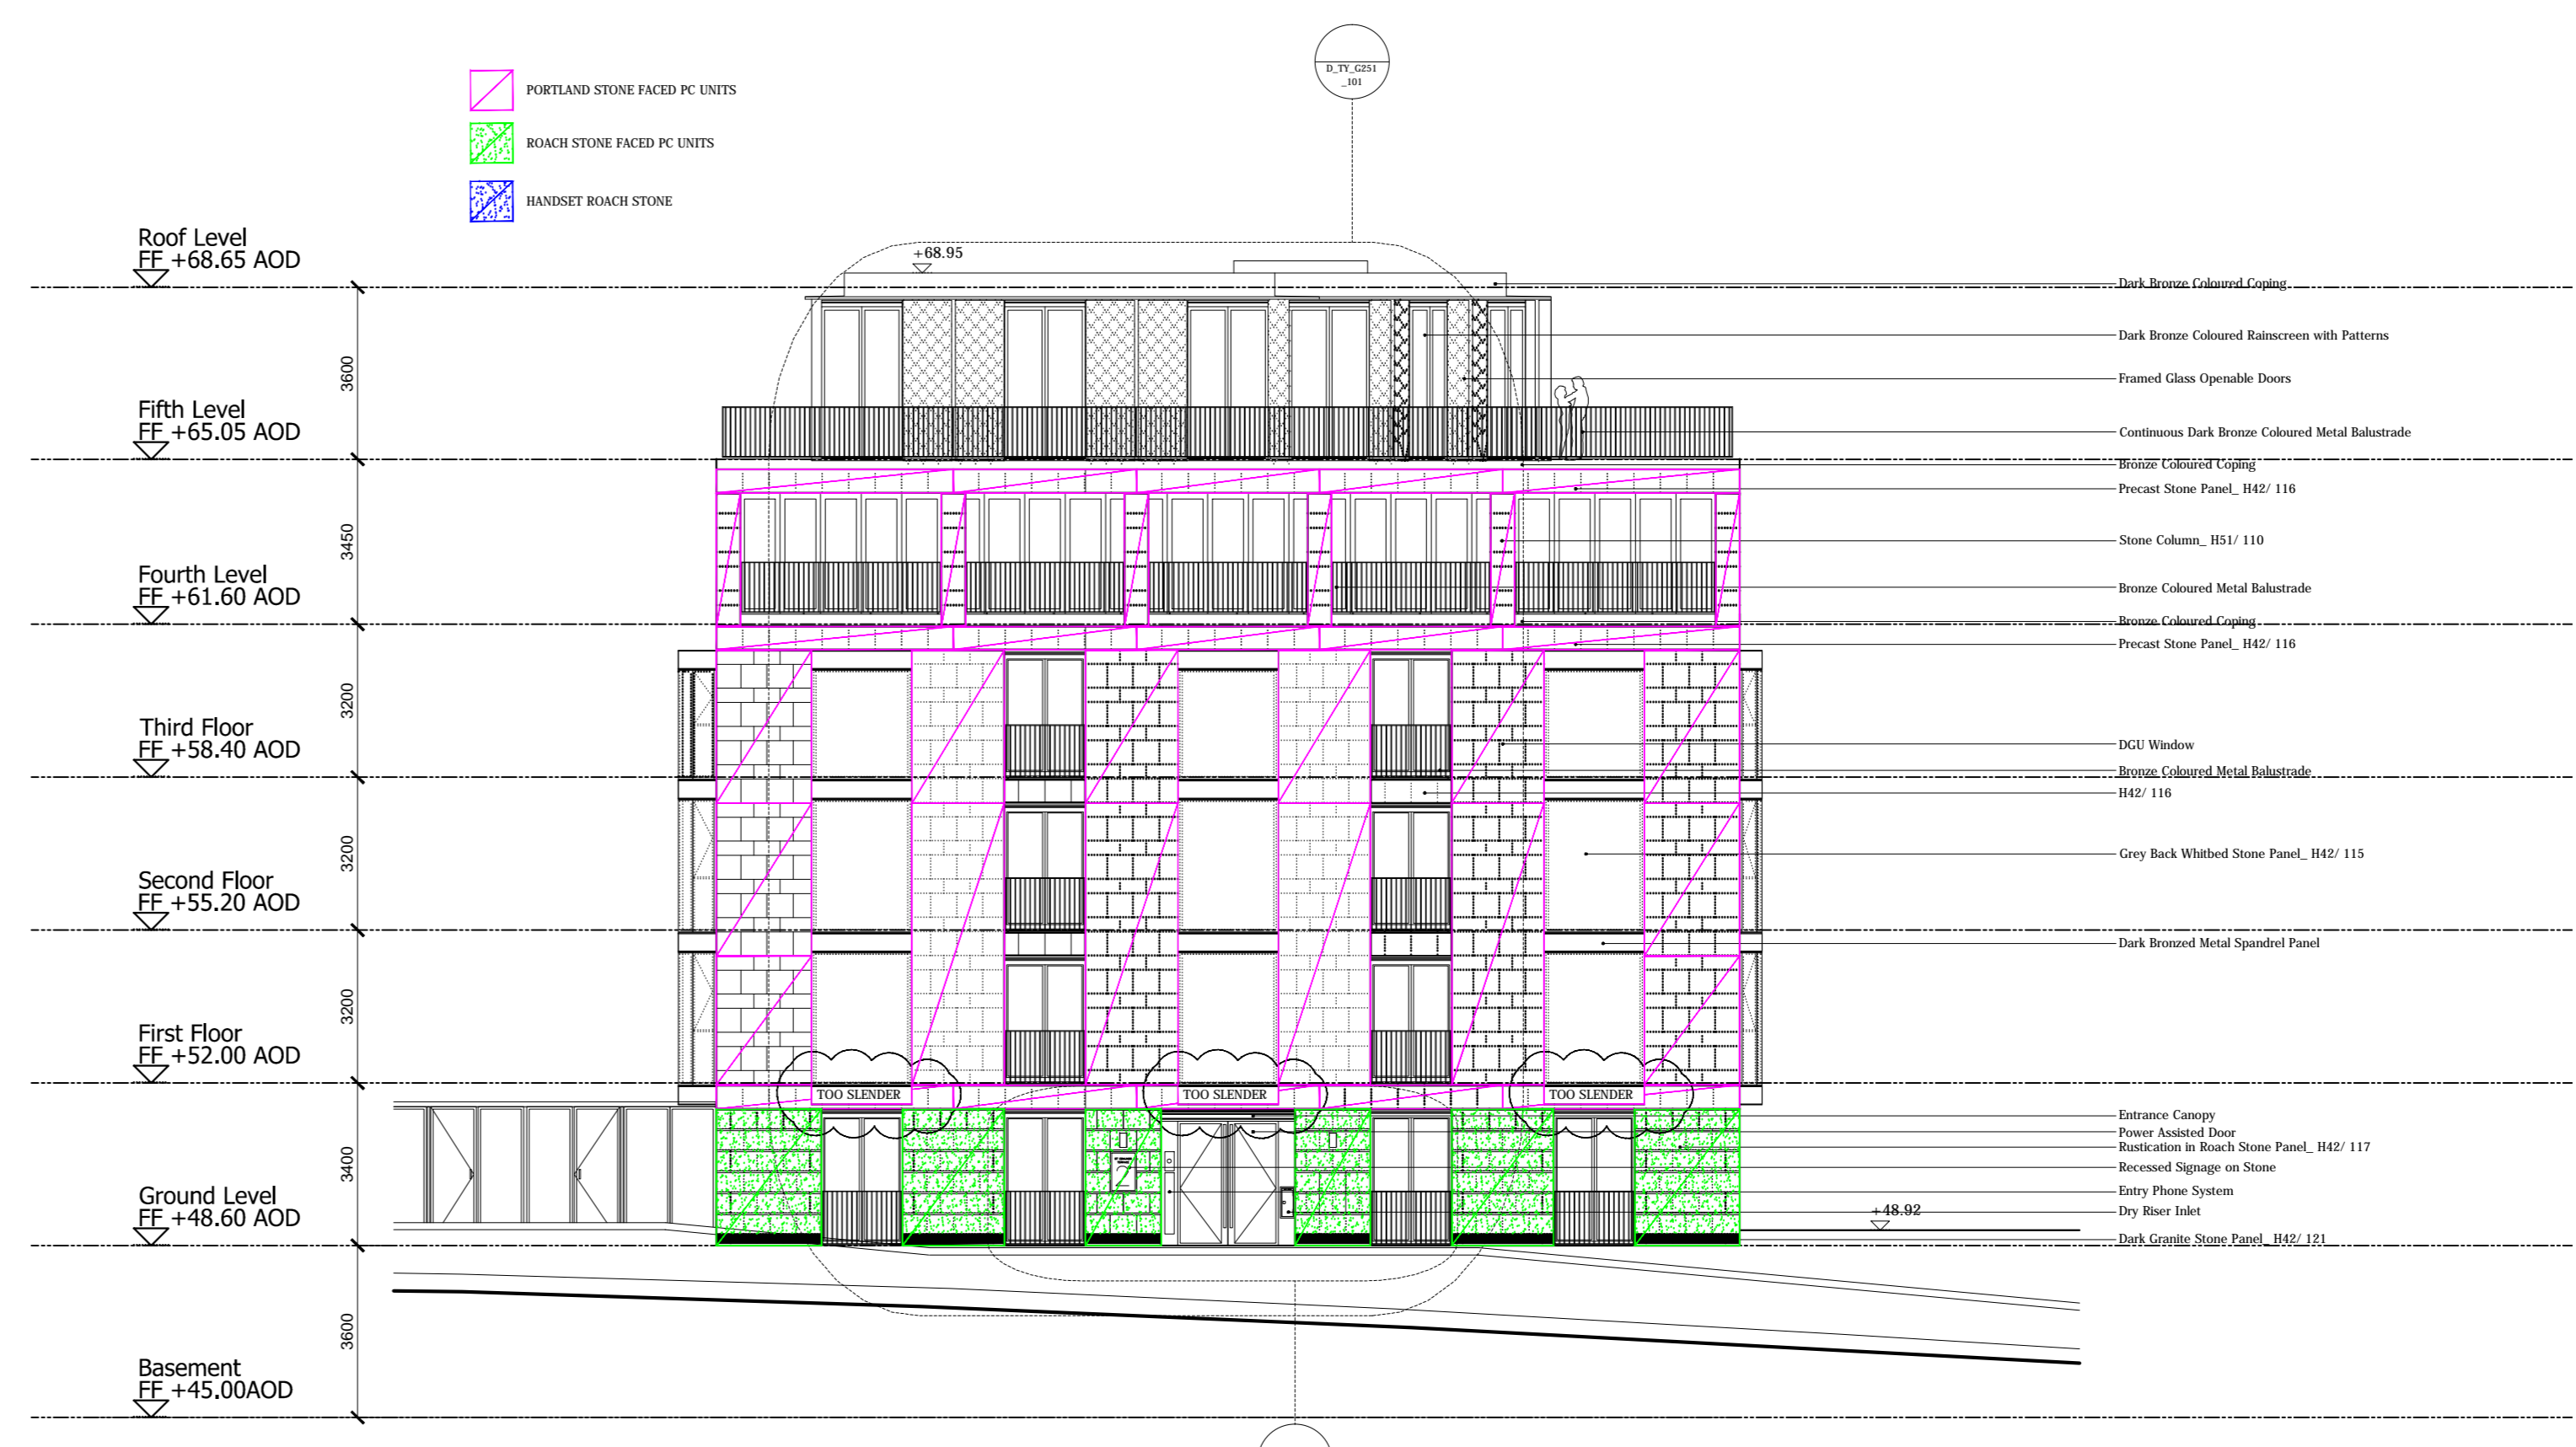 D_TY_G251
_101
PORTLAND STONE FACED PC UNITS
ROACH STONE FACED PC UNITS
HANDSET ROACH STONE
Roof Level
FF +68.65 AOD
+68.95
Dark Bronze Coloured Coping
Dark Bronze Coloured Rainscreen with Patterns
3600
Framed Glass Openable Doors
Fifth Level
FF +65.05 AOD
Continuous Dark Bronze Coloured Metal Balustrade
Bronze Coloured Coping
Precast Stone Panel_ H42/ 116
3450
Stone Column_ H51/ 110
Fourth Level
FF +61.60 AOD
Bronze Coloured Metal Balustrade
Bronze Coloured Coping
Precast Stone Panel_ H42/ 116
3200
Third Floor
FF +58.40 AOD
DGU Window
Bronze Coloured Metal Balustrade
H42/ 116
3200
Grey Back Whitbed Stone Panel_ H42/ 115
Second Floor
FF +55.20 AOD
Dark Bronzed Metal Spandrel Panel
3200
First Floor
FF +52.00 AOD
TOO SLENDER
TOO SLENDER
TOO SLENDER
Entrance Canopy
Power Assisted Door
Rustication in Roach Stone Panel_ H42/ 117
3400
Recessed Signage on Stone
2
Entry Phone System
Ground Level
FF +48.60 AOD
Dry Riser Inlet
+48.92
Dark Granite Stone Panel_ H42/ 121
3600
Basement
FF +45.00AOD